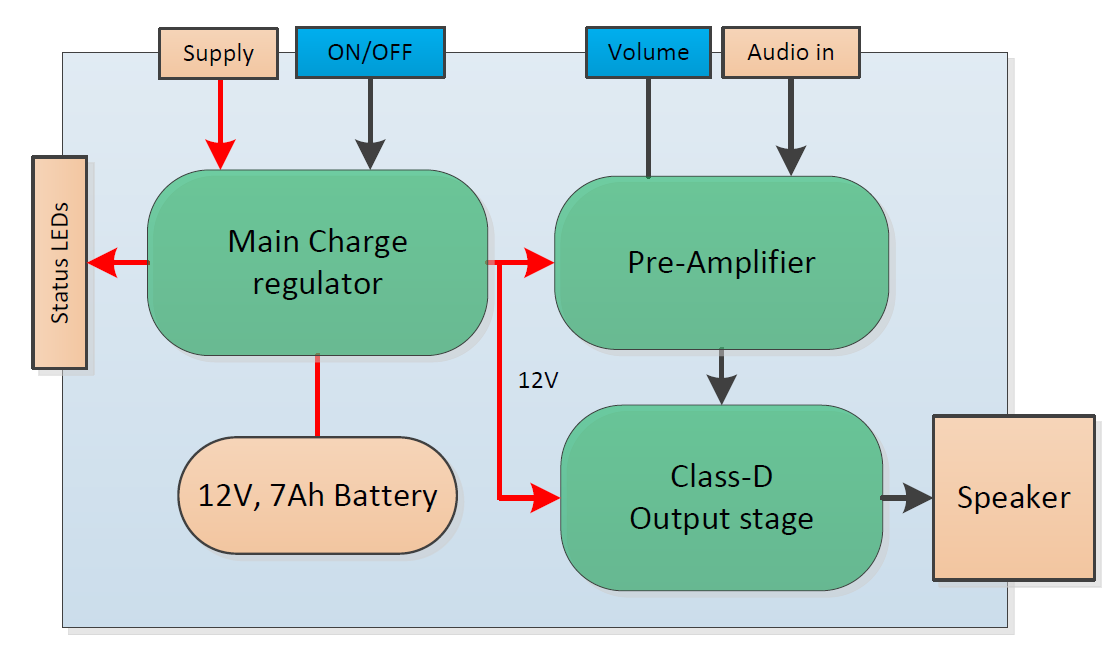 Supply
ON/OFF
Volume
Audio in
Status LEDs
Main Charge
regulator
Pre-Amplifier
12V
12V, 7Ah Battery
Class-D
Output stage
Speaker